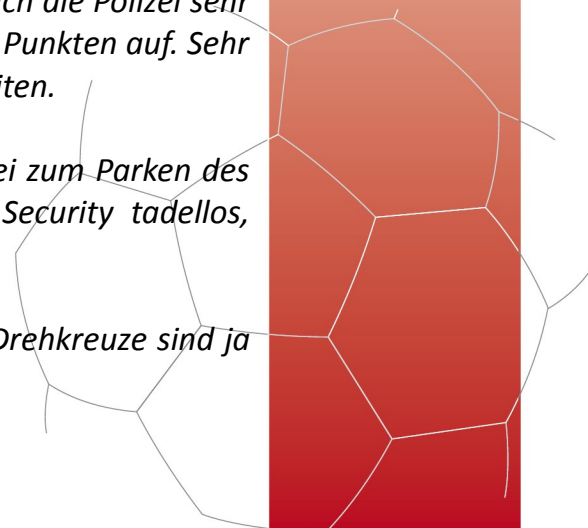 ch die Polizei sehr
Punkten auf. Sehr
iten.
ei zum Parken des
Security tadellos,
Drehkreuze sind ja